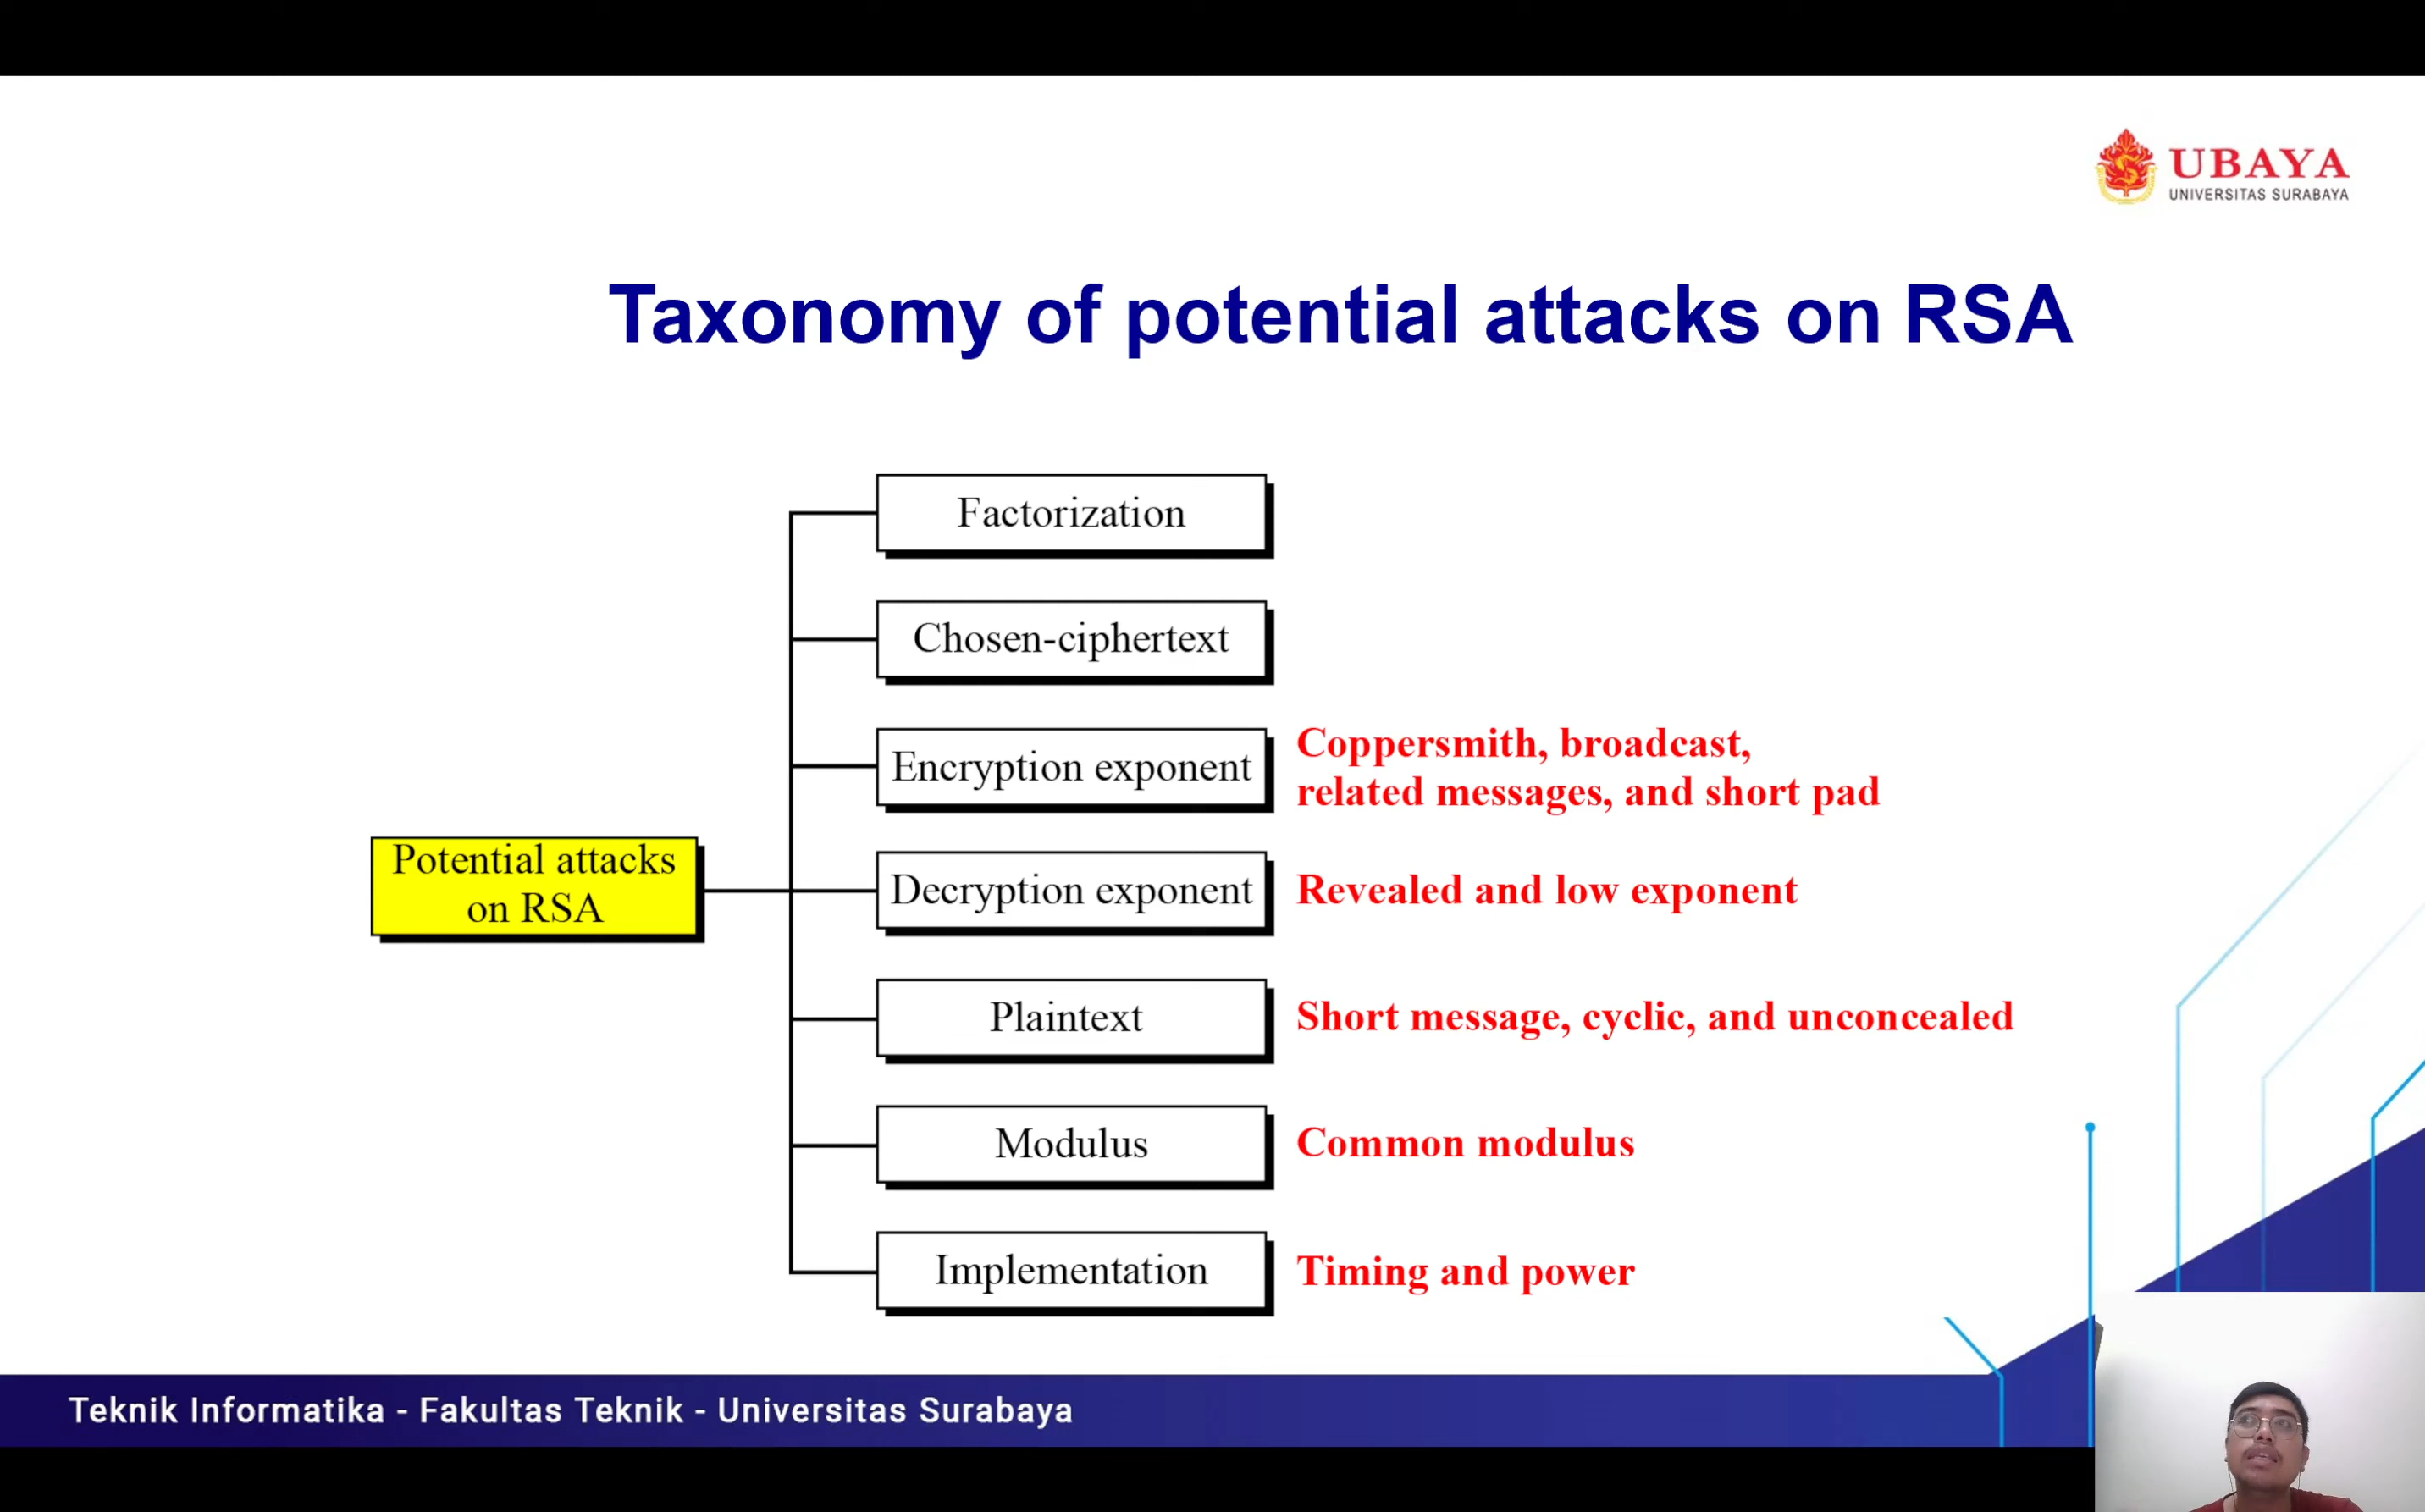 UBAYA
UNIVERSITAS SURABAYA
Taxonomy of potential attacks on RSA
Potential attacks
on RSA
Factorization
Chosen-ciphertext
Encryption exponent
Coppersmith, broadcast,
related messages, and short pad
Decryption exponent
Revealed and low exponent
Plaintext
Short message, cyclic, and unconcealed
Modulus
Common modulus
Implementation
Timing and power
Teknik Informatika - Fakultas Teknik - Universitas Surabaya